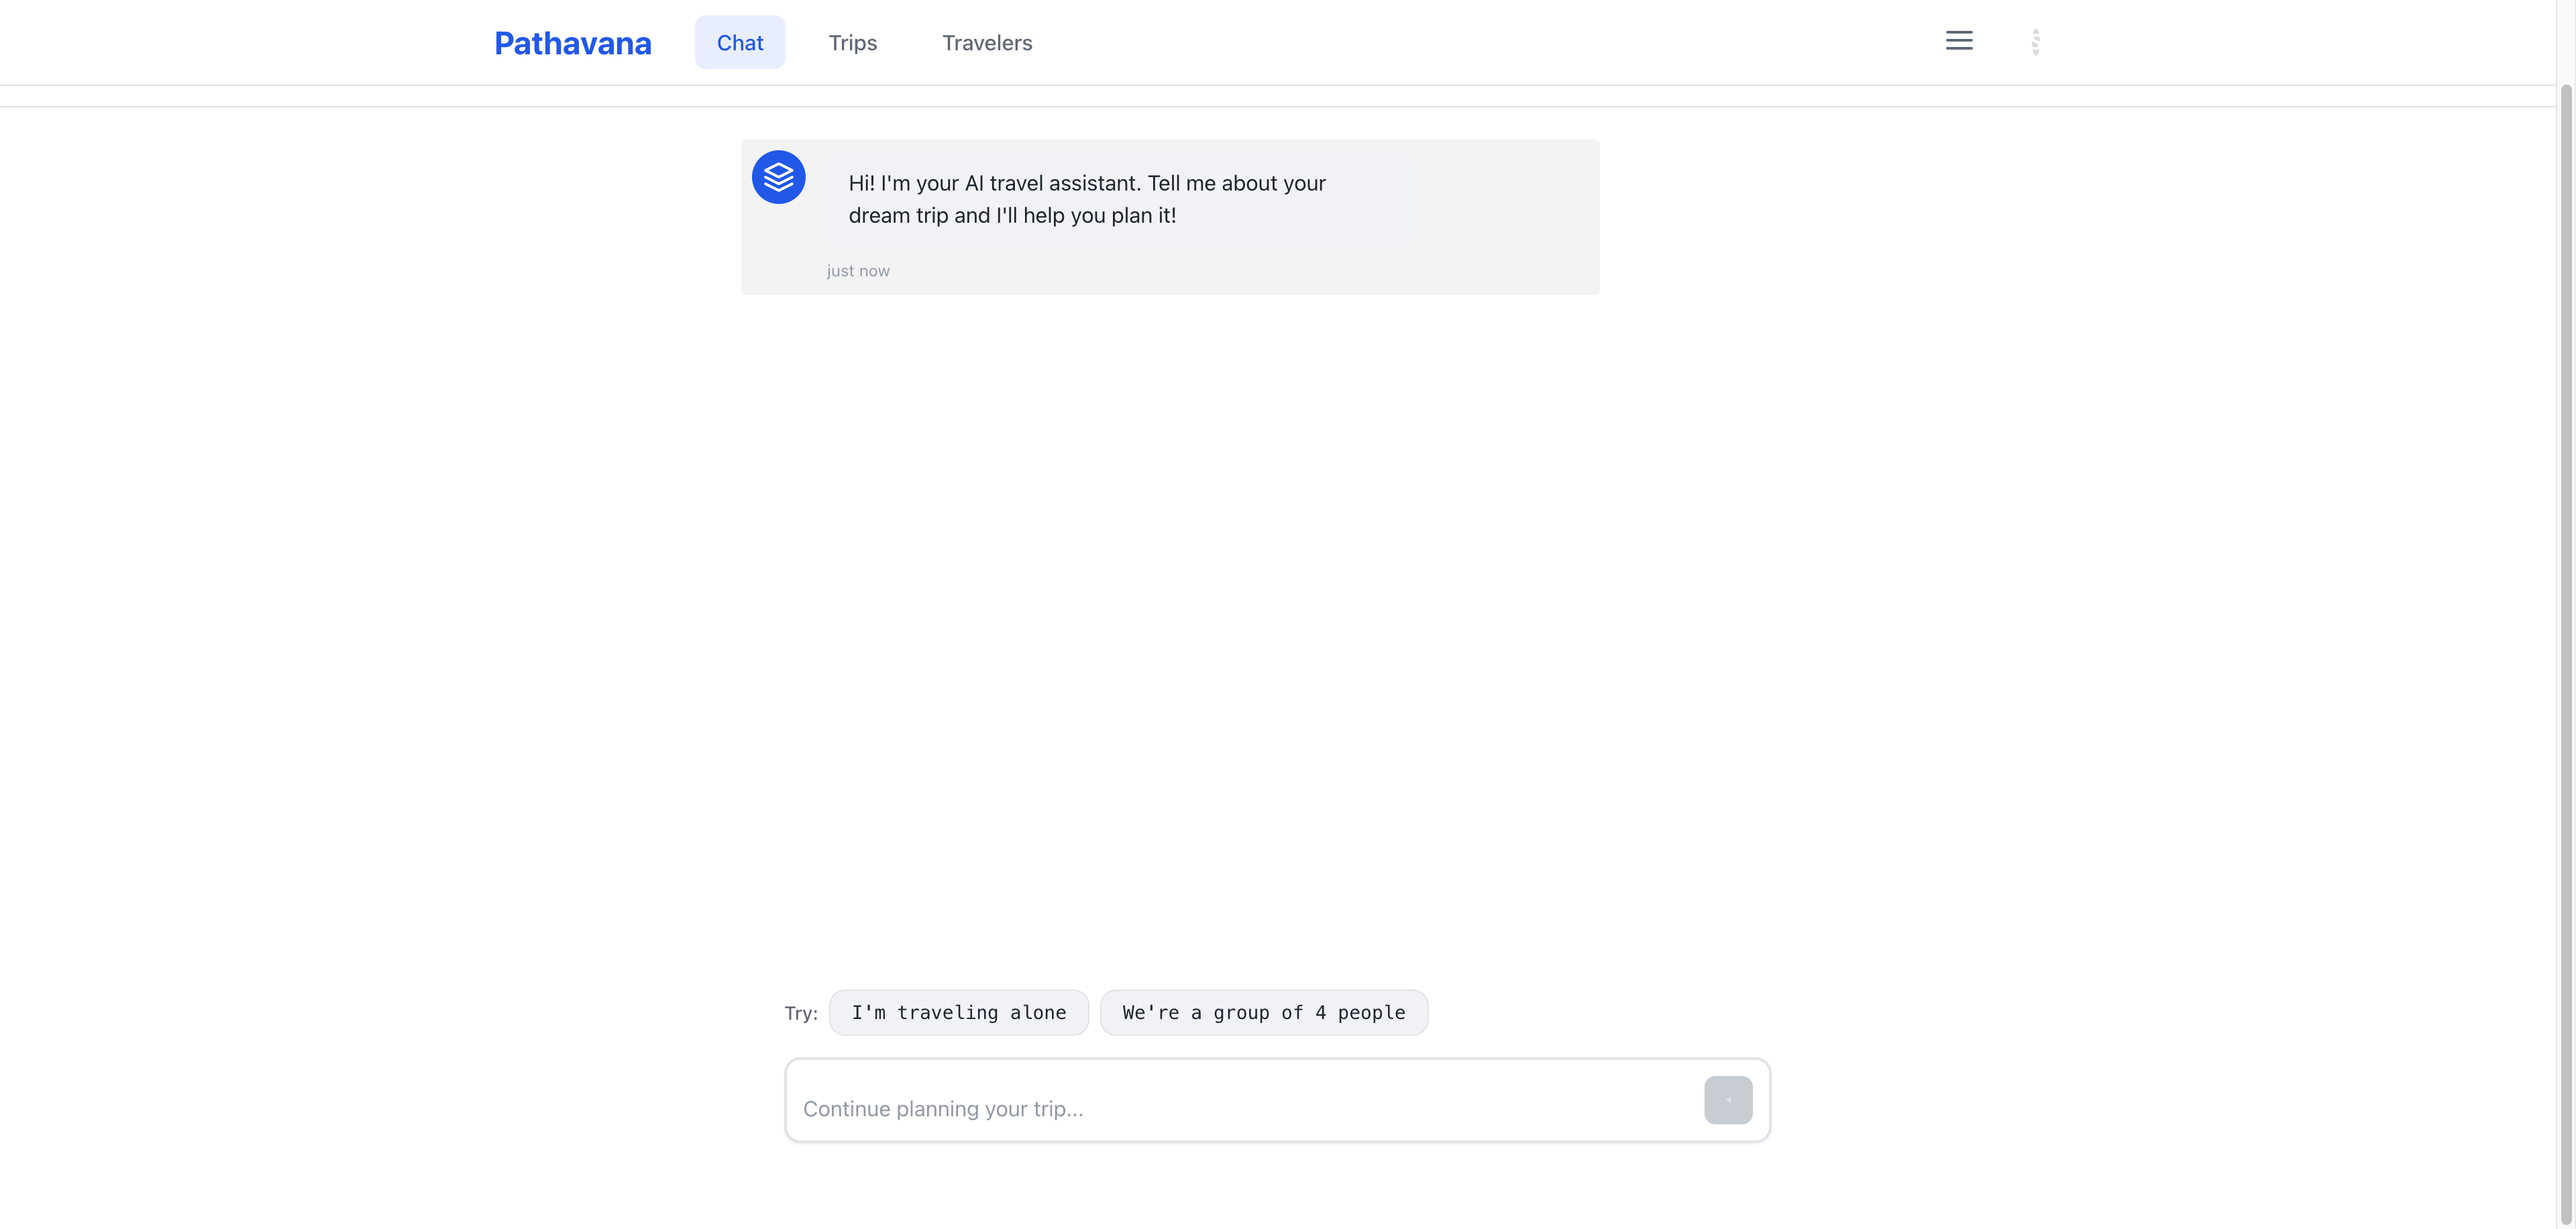 Pathavana
Chat
Trips
Travelers
Hi! I'm your AI travel assistant. Tell me about your
dream trip and I'll help you plan it!
just now
Try:
I'm traveling alone
We're a group of 4 people
Continue planning your trip...